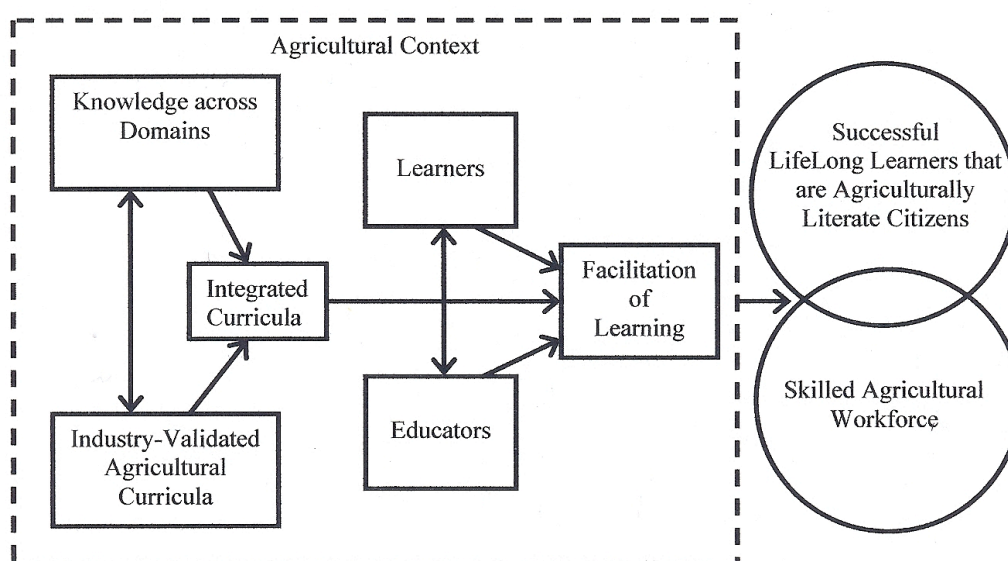 Agricultural Context
Knowledge across
Domains
Learners
Integrated
Curricula
Facilitation
of
Learning
Industry-Validated
Agricultural
Curricula
Educators
Successful
LifeLong Learners that
are Agriculturally
Literate Citizens
Skilled Agricultural
Workforce